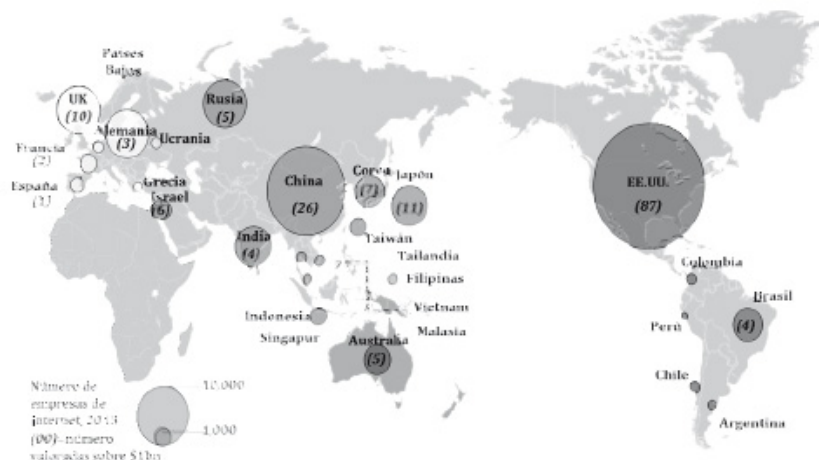 Países
Bajos
UK
(10)
Rusia
(5)
Alemania
(3)
Ucrania
Francia
(2)
España
Grecia
Israel
(6)
China
(26)
Corea
(7)
Japón
(11)
India
(4)
Taiwán
Tailandia
Filipinas
Vietnam
Malasia
Indonesia
Singapur
Australia
(5)
EE.UU.
(87)
Colombia
Brasil
(4)
Perú
Chile
Argentina
Número de
empresas de
internet, 2013
(00)=número
valoradas sobre $1bn
10,000
1,000